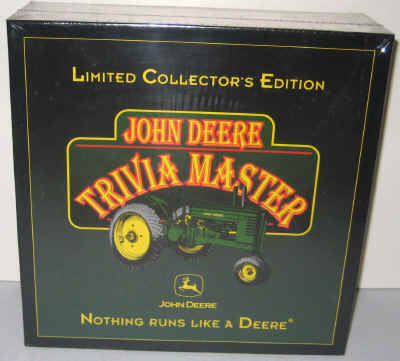 LIMITED COLLECTOR'S EDITION
JOHN DEERE
TRIVIA MASTER
JOHN DEERE
NOTHING RUNS LIKE A DEERE®